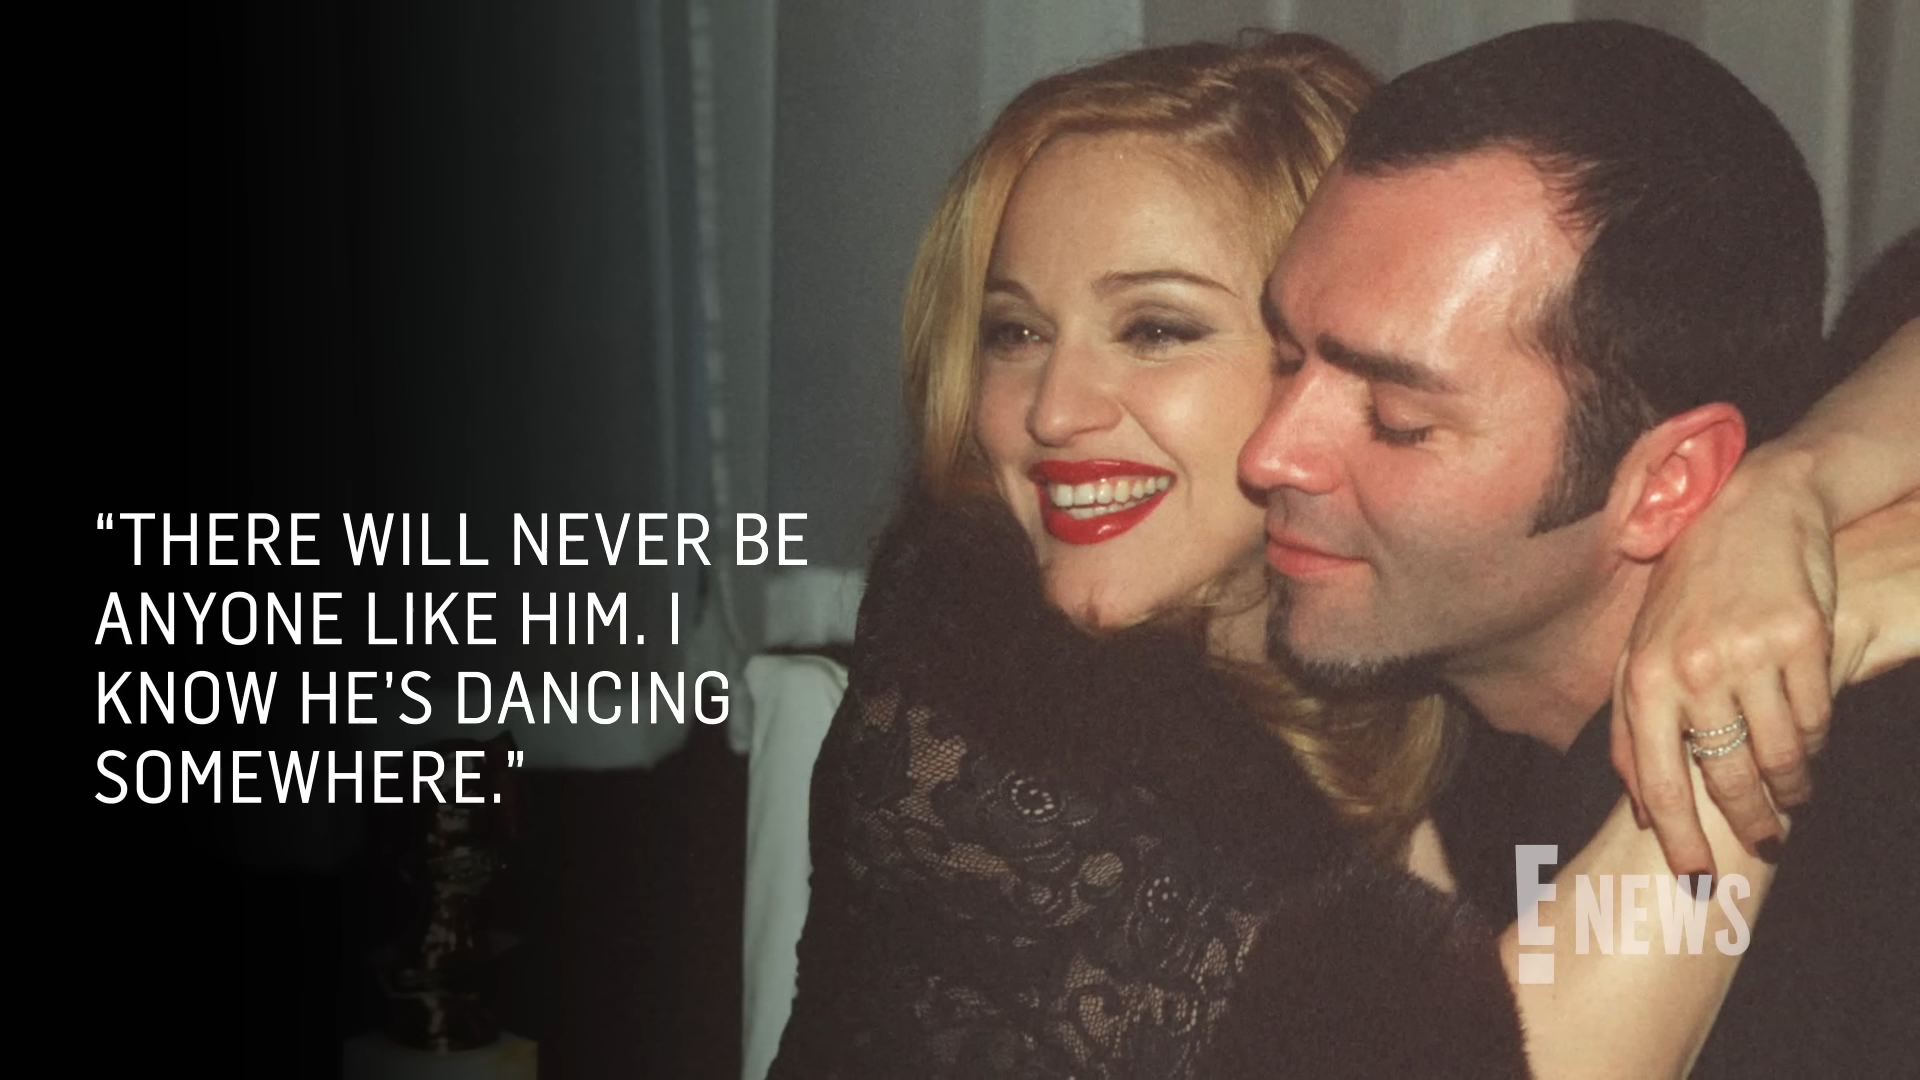 “THERE WILL NEVER BE
ANYONE LIKE HIM. I
KNOW HE’S DANCING
SOMEWHERE.”
E NEWS